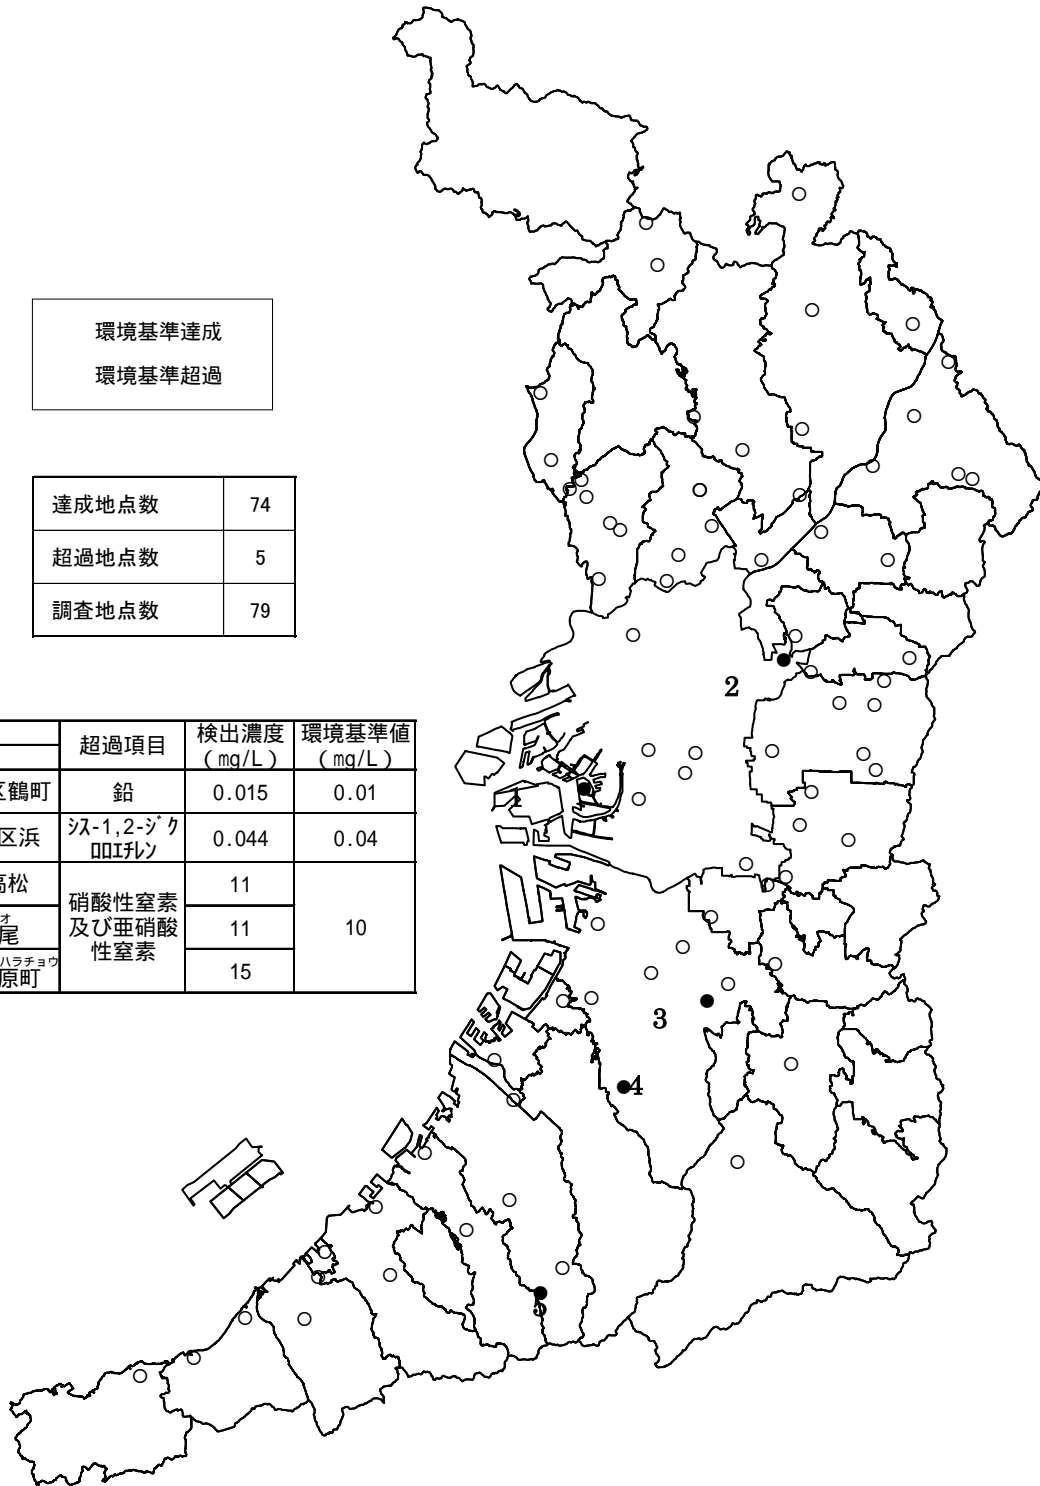 環境基準達成
環境基準超過
達成地点数 74
超過地点数 5
調査地点数 79
超過項目 検出濃度 (mg/L) 環境基準値 (mg/L)
区鶴町 鉛 0.015 0.01
区浜 シス-1,2-ジクロロエチレン 0.044 0.04
高松 硝酸性窒素及び亜硝酸性窒素 11 10
尾 オ 11
原町 ハラチョウ 15
2
1
3
4
5